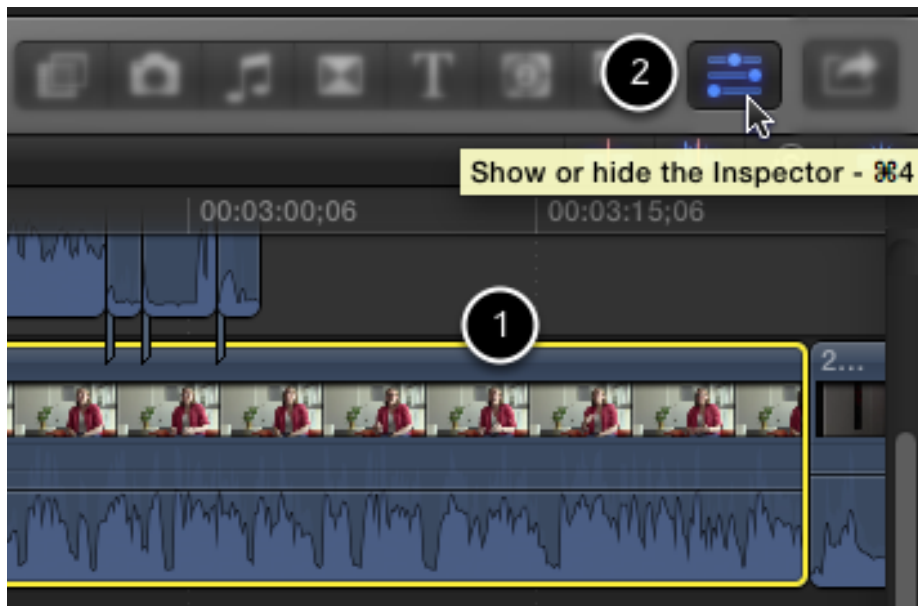 T
2
Show or hide the Inspector - ⌘4
00:03:00;06
00:03:15;06
1
2...